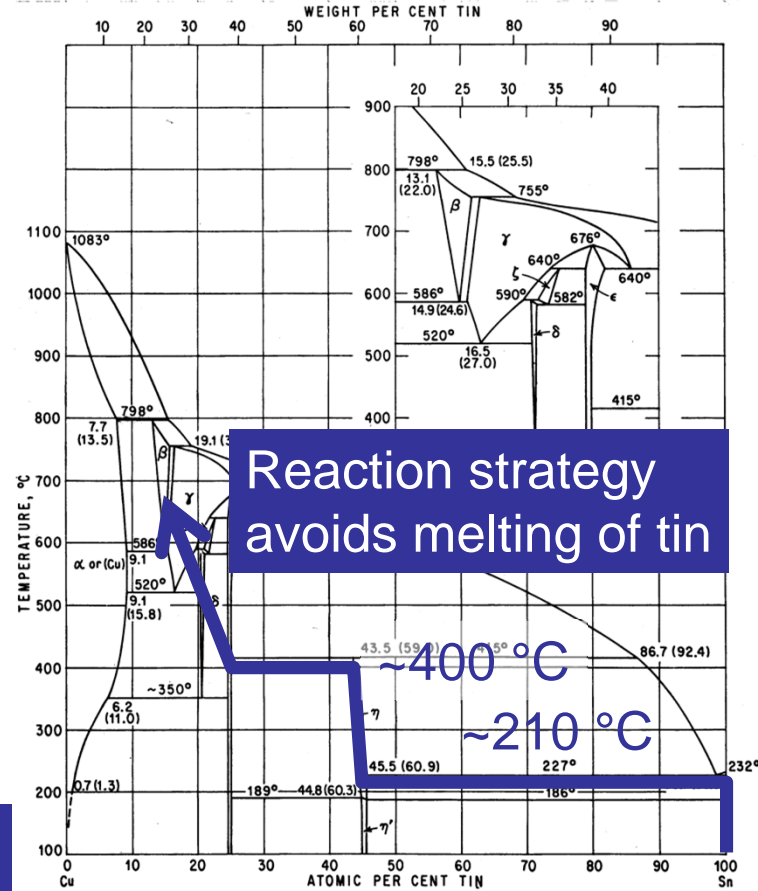 WEIGHT PER CENT TIN
10 20 30 40 50 60 70 80 90
20 25 30 35 40
900
798° 15.5 (25.5)
800
13.1
(22.0)
755°
β
700
γ
676°
640°
ζ
640°
600
586°
590°
582°
ϵ
14.9 (24.6)
520°
δ
500
16.5
(27.0)
415°
400
1100
1083°
1000
900
800
798°
7.7
(13.5)
β
19.1 (3
700
γ
Reaction strategy
avoids melting of tin
600
586
α or (Cu)
9.1
520°
500
9.1
(15.8)
δ
TEMPERATURE, °C
43.5 (59.0) 415°
86.7 (92.4)
400
~400 °C
~350°
6.2
(11.0)
300
η
~210 °C
45.5 (60.9) 227° 232°
200
0.7 (1.3)
189° 44.8 (60.3) 186°
η'
100
0 10 20 30 40 50 60 70 80 90 100
Cu ATOMIC PER CENT TIN Sn